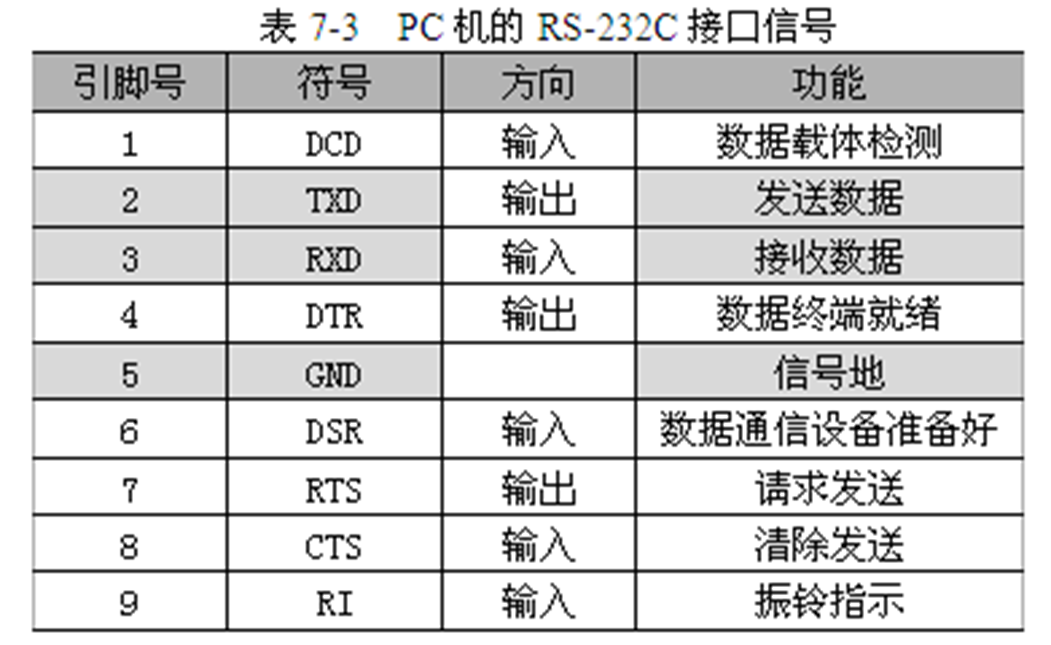 表 7-3 PC 机的 RS-232C 接口信号
引脚号 符号 方向 功能
1 DCD 输入 数据载体检测
2 TXD 输出 发送数据
3 RXD 输入 接收数据
4 DTR 输出 数据终端就绪
5 GND 信号地
6 DSR 输入 数据通信设备准备好
7 RTS 输出 请求发送
8 CTS 输入 清除发送
9 RI 输入 振铃指示